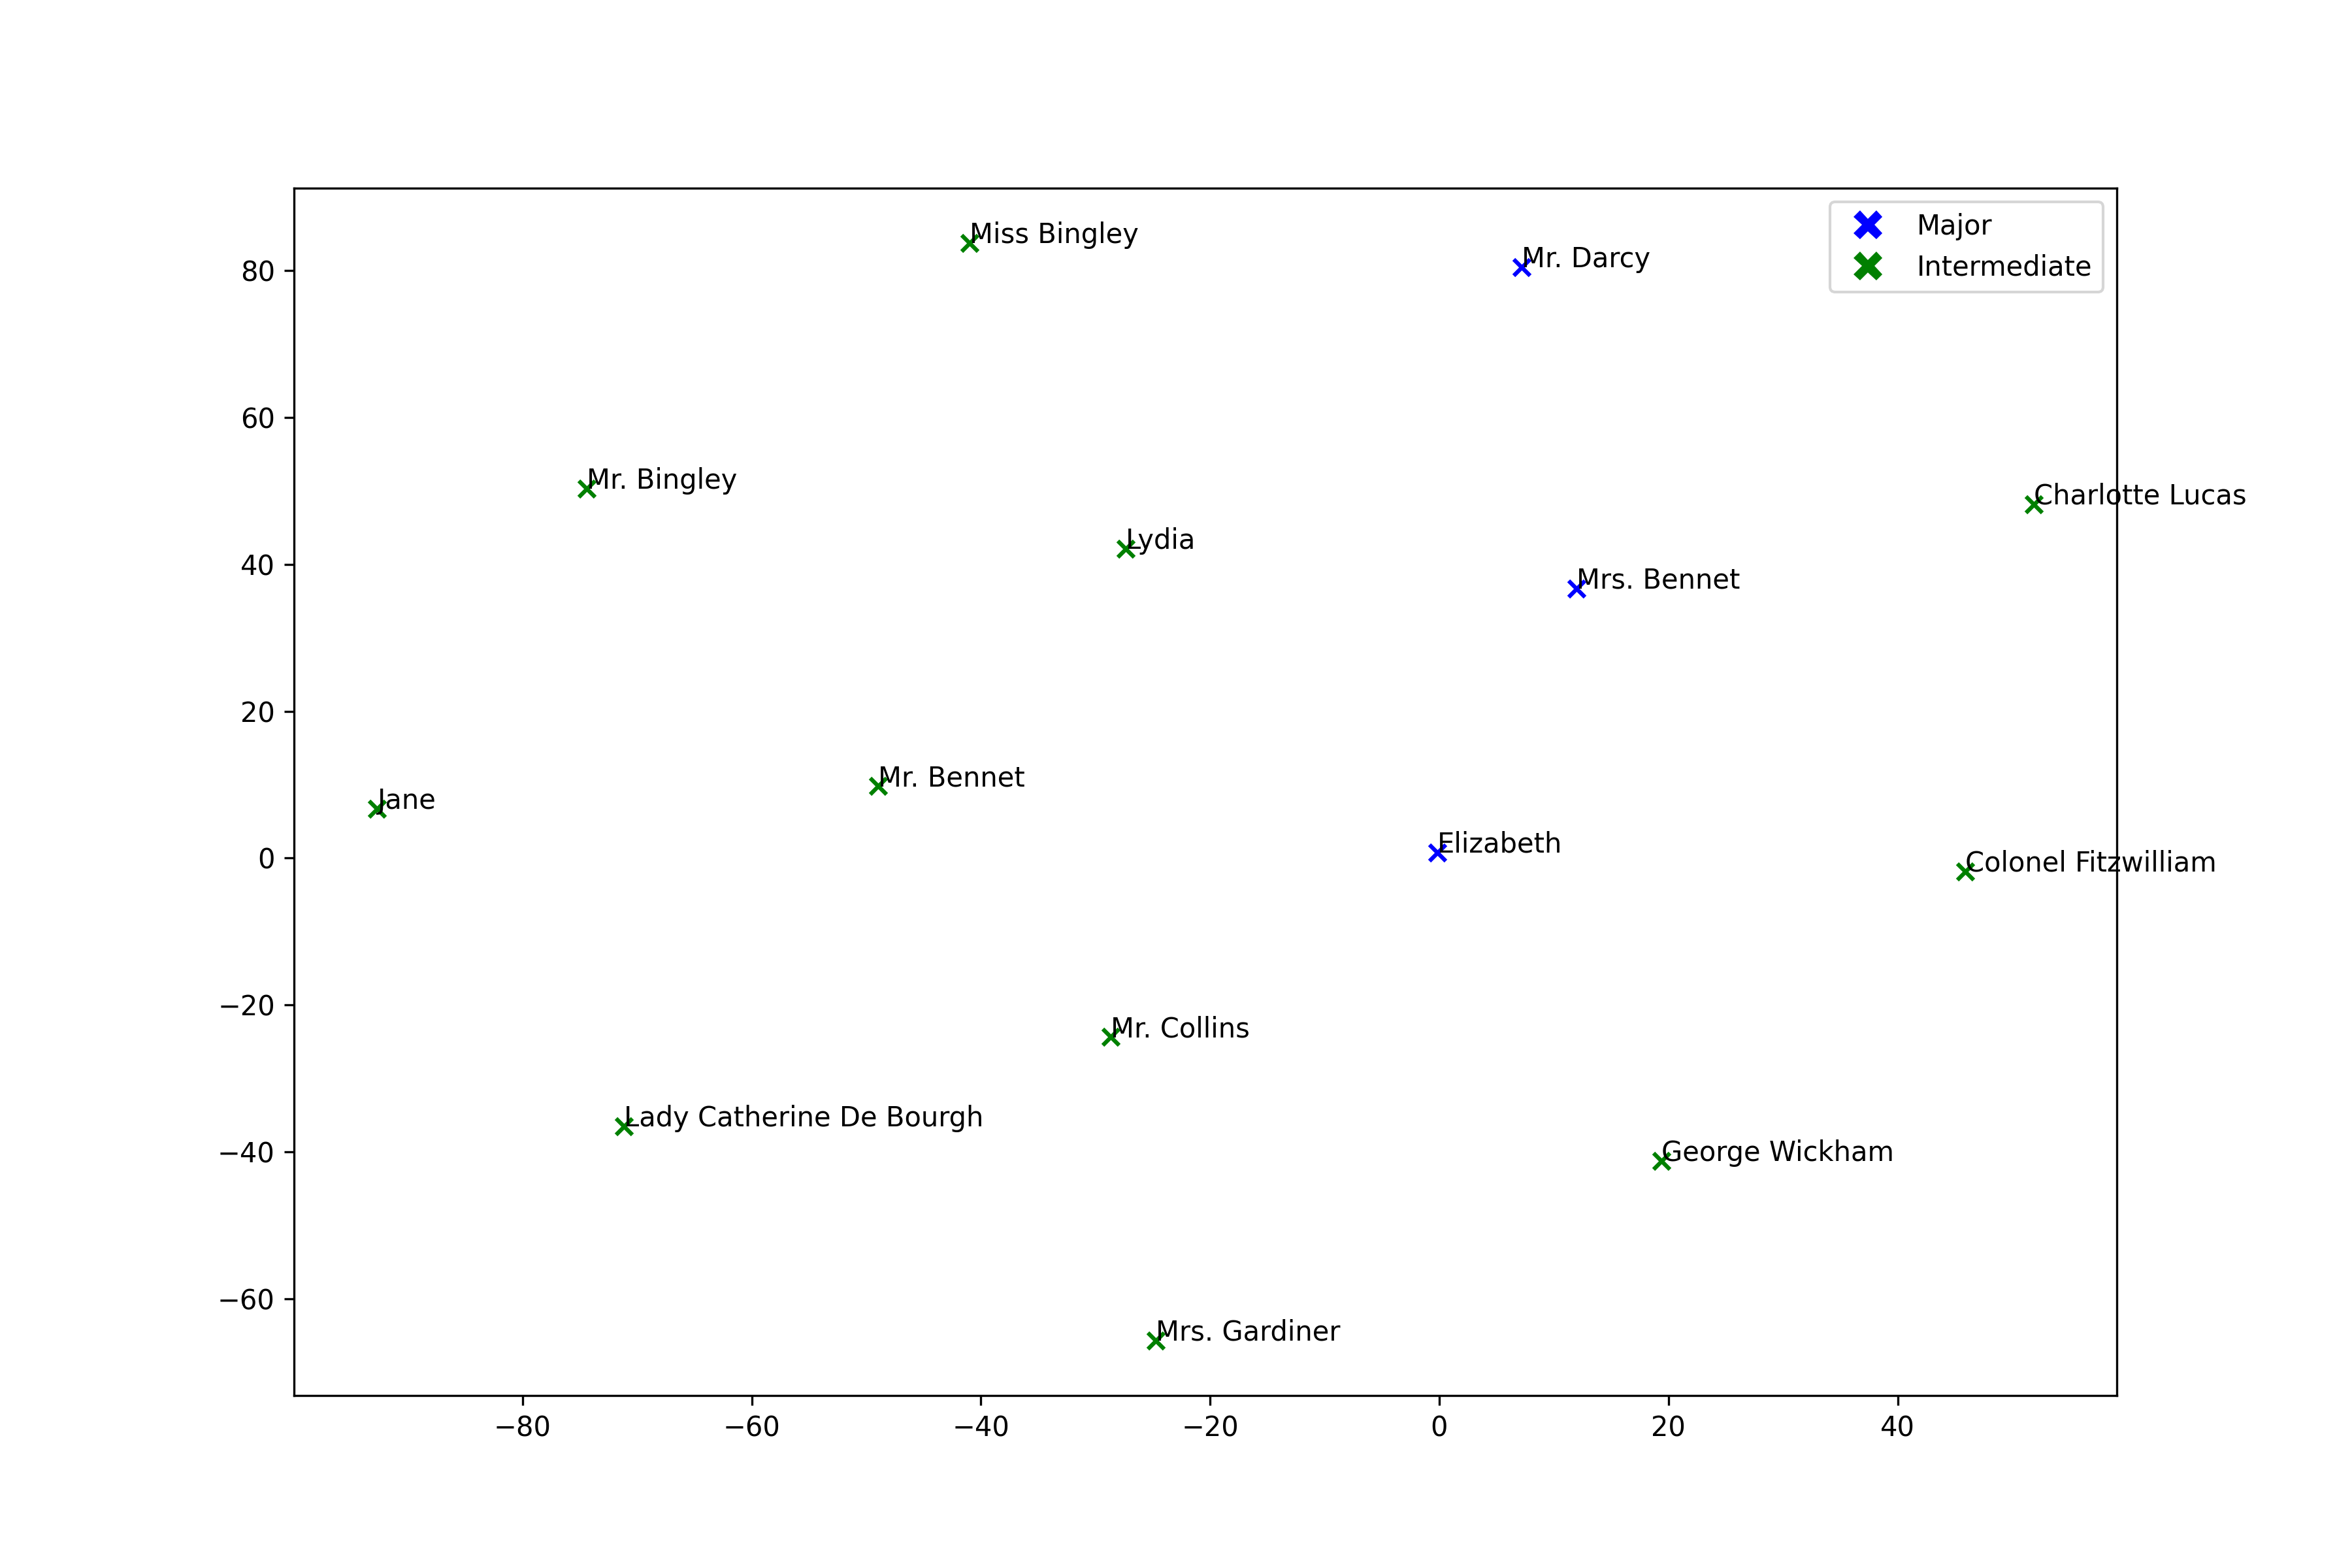 Miss Bingley
Mr. Darcy
Major
Intermediate
80
60
Mr. Bingley
Charlotte Lucas
Lydia
40
Mrs. Bennet
20
Mr. Bennet
Jane
Elizabeth
0
Colonel Fitzwilliam
−20
Mr. Collins
Lady Catherine De Bourgh
−40
George Wickham
−60
Mrs. Gardiner
−80 −60 −40 −20 0 20 40